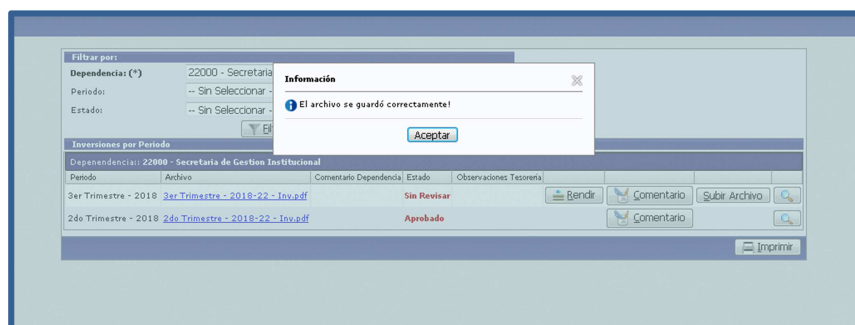 Filtrar por:
Dependencia: (*) 22000 - Secretaria
Periodo: -- Sin Seleccionar -
Estado: -- Sin Seleccionar -
Información
El archivo se guardó correctamente!
Aceptar
Inversiones por Periodo
Depenendencia:: 22000 - Secretaria de Gestion Institucional
Periodo Archivo Comentario Dependencia Estado Observaciones Tesoreria
3er Trimestre - 2018 3er Trimestre - 2018-22 - Inv.pdf Sin Revisar Rendir Comentario Subir Archivo
2do Trimestre - 2018 2do Trimestre - 2018-22 - Inv.pdf Aprobado Comentario
Imprimir